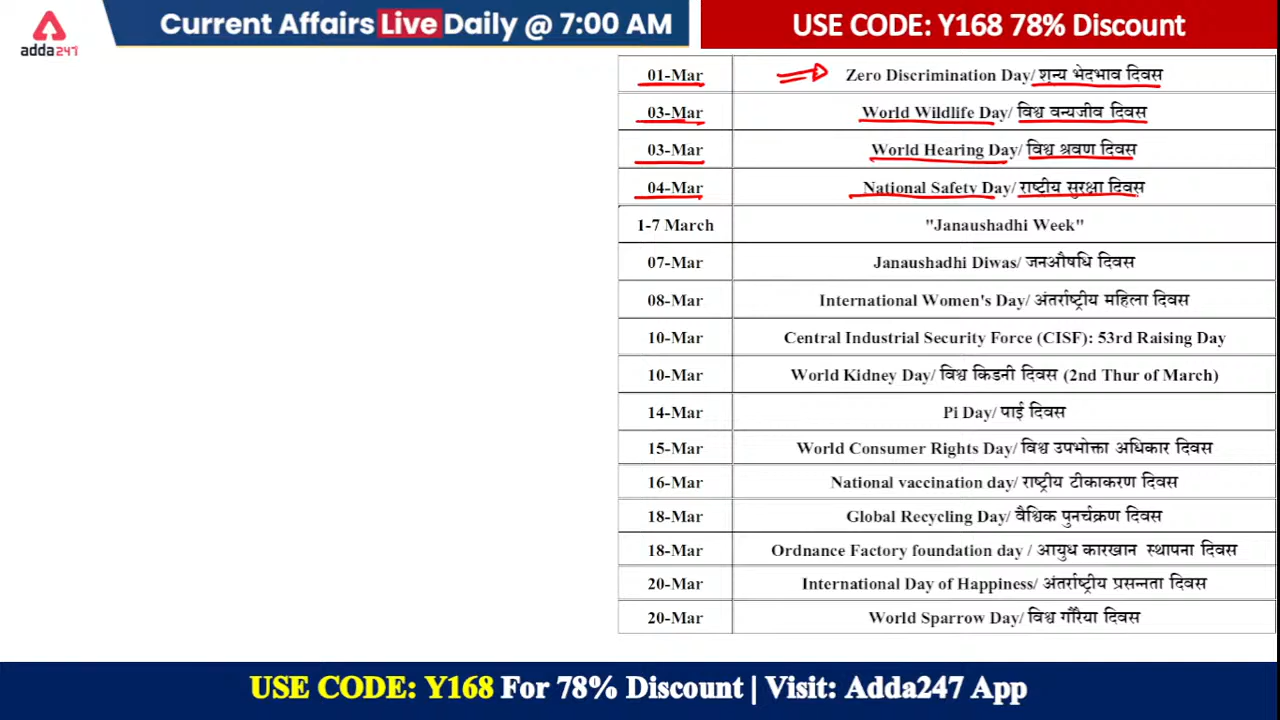 adda247
Current Affairs Live Daily @ 7:00 AM
USE CODE: Y168 78% Discount
01-Mar Zero Discrimination Day/ शून्य भेदभाव दिवस
03-Mar World Wildlife Day/ विश्व वन्यजीव दिवस
03-Mar World Hearing Day/ विश्व श्रवण दिवस
04-Mar National Safety Day/ राष्टीय सुरक्षा दिवस
1-7 March "Janaushadhi Week"
07-Mar Janaushadhi Diwas/ जनऔषधि दिवस
08-Mar International Women's Day/ अंतर्राष्ट्रीय महिला दिवस
10-Mar Central Industrial Security Force (CISF): 53rd Raising Day
10-Mar World Kidney Day/ विश्व किडनी दिवस (2nd Thur of March)
14-Mar Pi Day/ पाई दिवस
15-Mar World Consumer Rights Day/ विश्व उपभोक्ता अधिकार दिवस
16-Mar National vaccination day/ राष्ट्रीय टीकाकरण दिवस
18-Mar Global Recycling Day/ वैश्विक पुनर्चक्रण दिवस
18-Mar Ordnance Factory foundation day / आयुध कारखान स्थापना दिवस
20-Mar International Day of Happiness/ अंतर्राष्ट्रीय प्रसन्नता दिवस
20-Mar World Sparrow Day/ विश्व गौरैया दिवस
USE CODE: Y168 For 78% Discount | Visit: Adda247 App